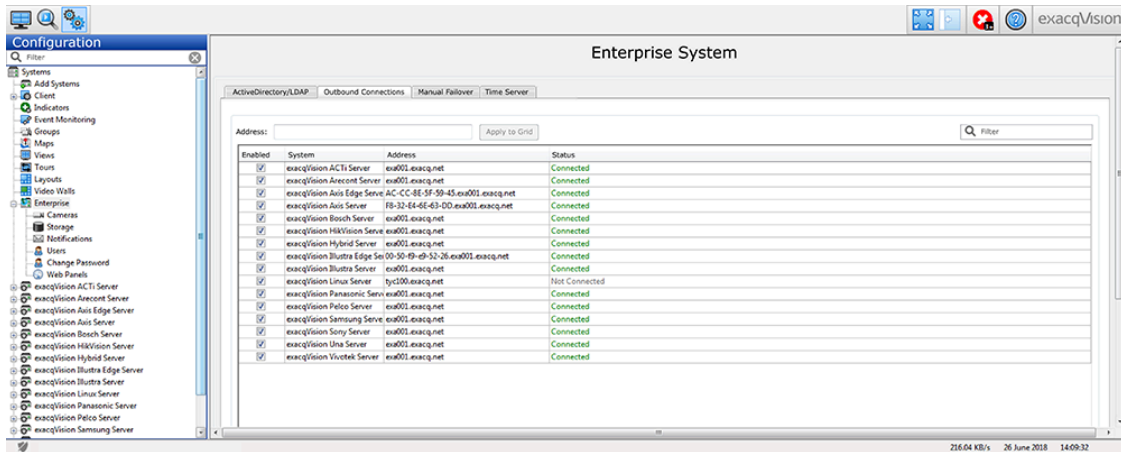 exacqVision
Configuration
Filter
Systems
Add Systems
Client
Indicators
Event Monitoring
Groups
Maps
Views
Tours
Layouts
Video Walls
Enterprise
Cameras
Storage
Notifications
Users
Change Password
Web Panels
exacqVision ACTi Server
exacqVision Arecont Server
exacqVision Axis Edge Server
exacqVision Axis Server
exacqVision Bosch Server
exacqVision HikVision Server
exacqVision Hybrid Server
exacqVision Illustra Edge Server
exacqVision Illustra Server
exacqVision Linux Server
exacqVision Panasonic Server
exacqVision Pelco Server
exacqVision Samsung Server
Enterprise System
ActiveDirectory/LDAP Outbound Connections Manual Failover Time Server
Address: Apply to Grid Filter
Enabled System Address Status
exacqVision ACTi Server exa001.exacq.net Connected
exacqVision Arecont Server exa001.exacq.net Connected
exacqVision Axis Edge Serve AC-CC-8E-5F-59-45.exa001.exacq.net Connected
exacqVision Axis Server F8-32-E4-6E-63-DD.exa001.exacq.net Connected
exacqVision Bosch Server exa001.exacq.net Connected
exacqVision HikVision Serve exa001.exacq.net Connected
exacqVision Hybrid Server exa001.exacq.net Connected
exacqVision Illustra Edge Ser 00-50-f9-e9-52-26.exa001.exacq.net Connected
exacqVision Illustra Server exa001.exacq.net Connected
exacqVision Linux Server tyc100.exacq.net Not Connected
exacqVision Panasonic Serv exa001.exacq.net Connected
exacqVision Pelco Server exa001.exacq.net Connected
exacqVision Samsung Serve exa001.exacq.net Connected
exacqVision Sony Server exa001.exacq.net Connected
exacqVision Una Server exa001.exacq.net Connected
exacqVision Vivotek Server exa001.exacq.net Connected
216.04 KB/s 26 June 2018 14:09:32